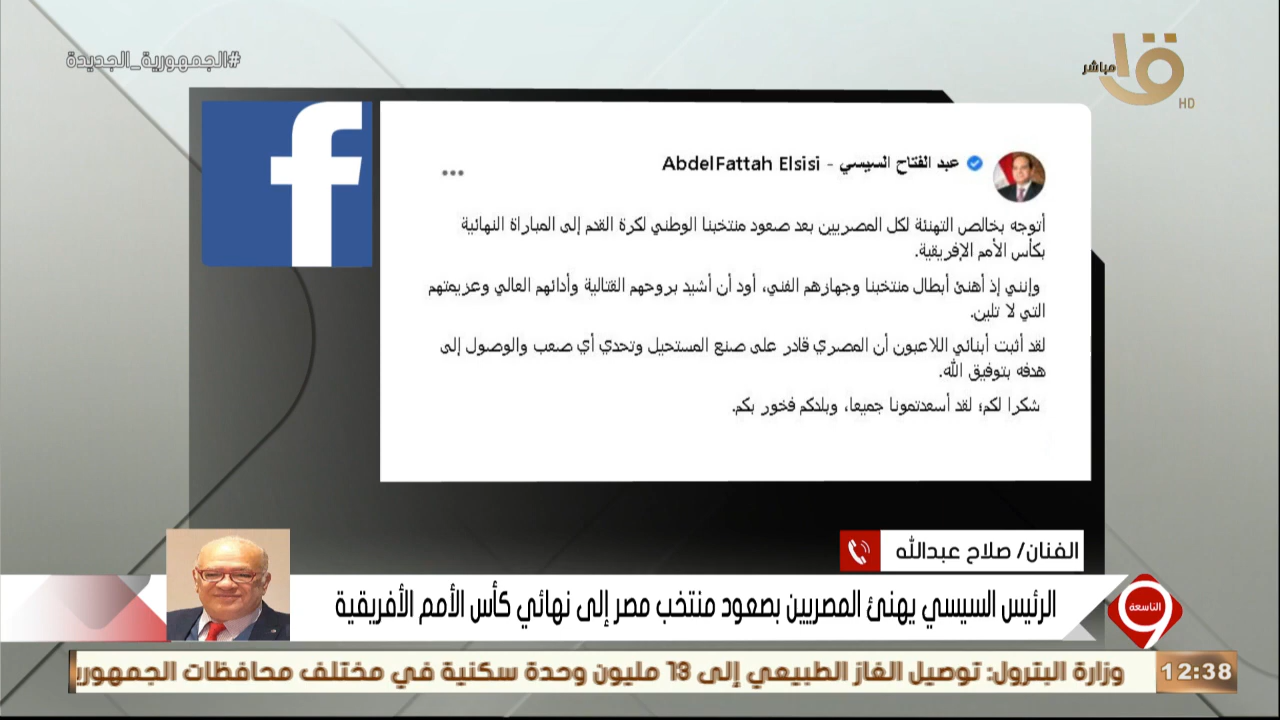 #الجمهورية_الجديدة
مباشر
HD
عبد الفتاح السيسي - AbdelFattah Elsisi
أتوجه بخالص التهنئة لكل المصريين بعد صعود منتخبنا الوطني لكرة القدم إلى المباراة النهائية
بكأس الأمم الإفريقية.
وإنني إذ أهنئ أبطال منتخبنا وجهازهم الفني، أود أن أشيد بروحهم القتالية وأدائهم العالي وعزيمتهم
التي لا تلين.
لقد أثبت أبنائي اللاعبون أن المصري قادر على صنع المستحيل وتحدي أي صعب والوصول إلى
هدفه بتوفيق الله.
شكرا لكم؛ لقد أسعدتمونا جميعا، وبلدكم فخور بكم.
الفنان/ صلاح عبدالله
التاسعة
الرئيس السيسي يهنئ المصريين بصعود منتخب مصر إلى نهائي كأس الأمم الأفريقية
12:38
وزارة البترول: توصيل الغاز الطبيعي إلى 13 مليون وحدة سكنية في مختلف محافظات الجمهوري